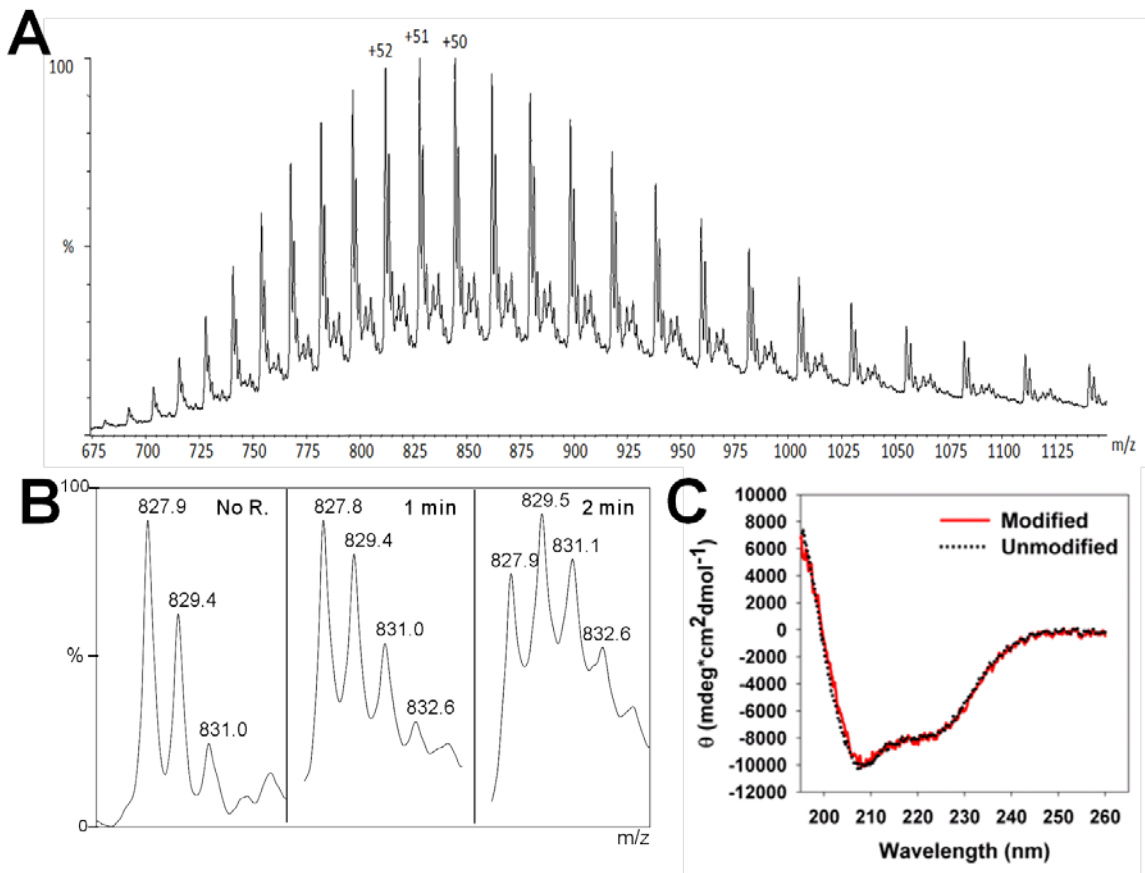 A
+52 +51 +50
100
%
675 700 725 750 775 800 825 850 875 900 925 950 975 1000 1025 1050 1075 1100 1125 m/z
B
100
%
0
No R.
827.9
829.4
831.0
1 min
827.8
829.4
831.0
832.6
2 min
827.9
829.5
831.1
832.6
m/z
C
Modified
Unmodified
10000
8000
6000
4000
2000
0
-2000
-4000
-6000
-8000
-10000
-12000
θ (mdeg*cm²dmol⁻¹)
200 210 220 230 240 250 260
Wavelength (nm)